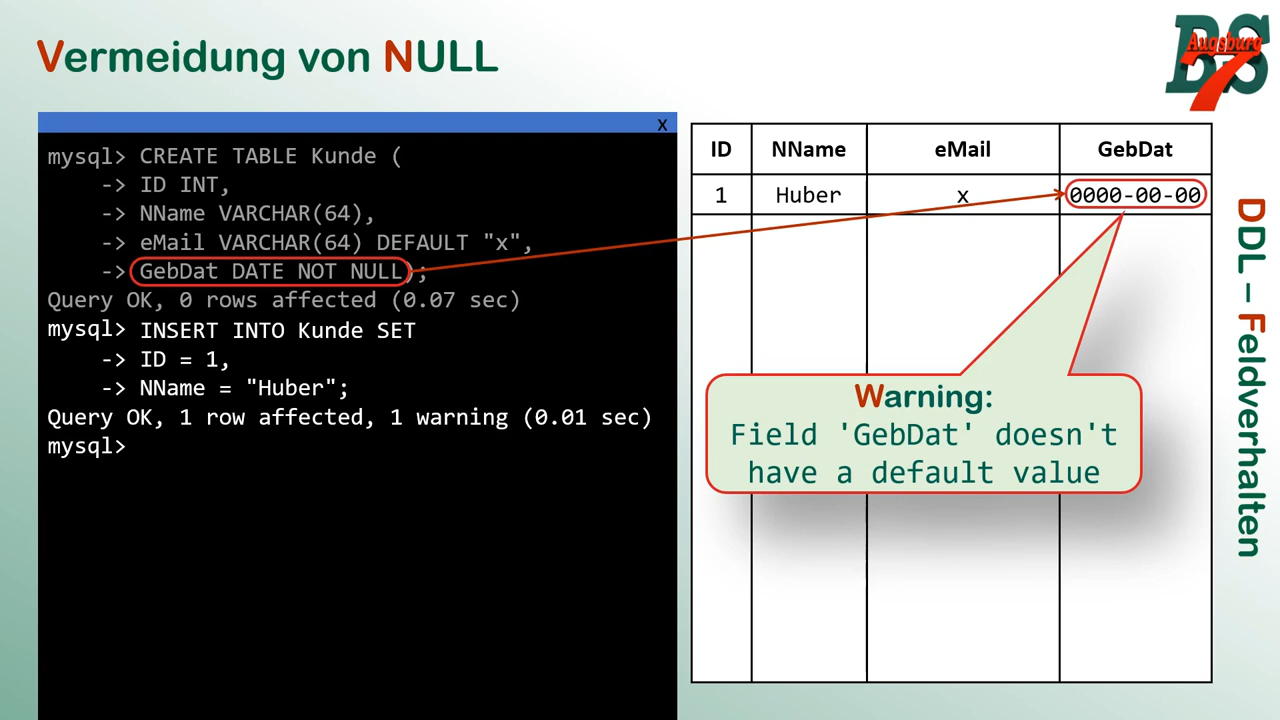 Vermeidung von NULL
BS
Augsburg
7
x
mysql> CREATE TABLE Kunde (
-> ID INT,
-> NName VARCHAR(64),
-> eMail VARCHAR(64) DEFAULT "x",
-> GebDat DATE NOT NULL);
Query OK, 0 rows affected (0.07 sec)
mysql> INSERT INTO Kunde SET
-> ID = 1,
-> NName = "Huber";
Query OK, 1 row affected, 1 warning (0.01 sec)
mysql>
ID NName eMail GebDat
1 Huber x 0000-00-00
Warning:
Field 'GebDat' doesn't
have a default value
DDL – Feldverhalten